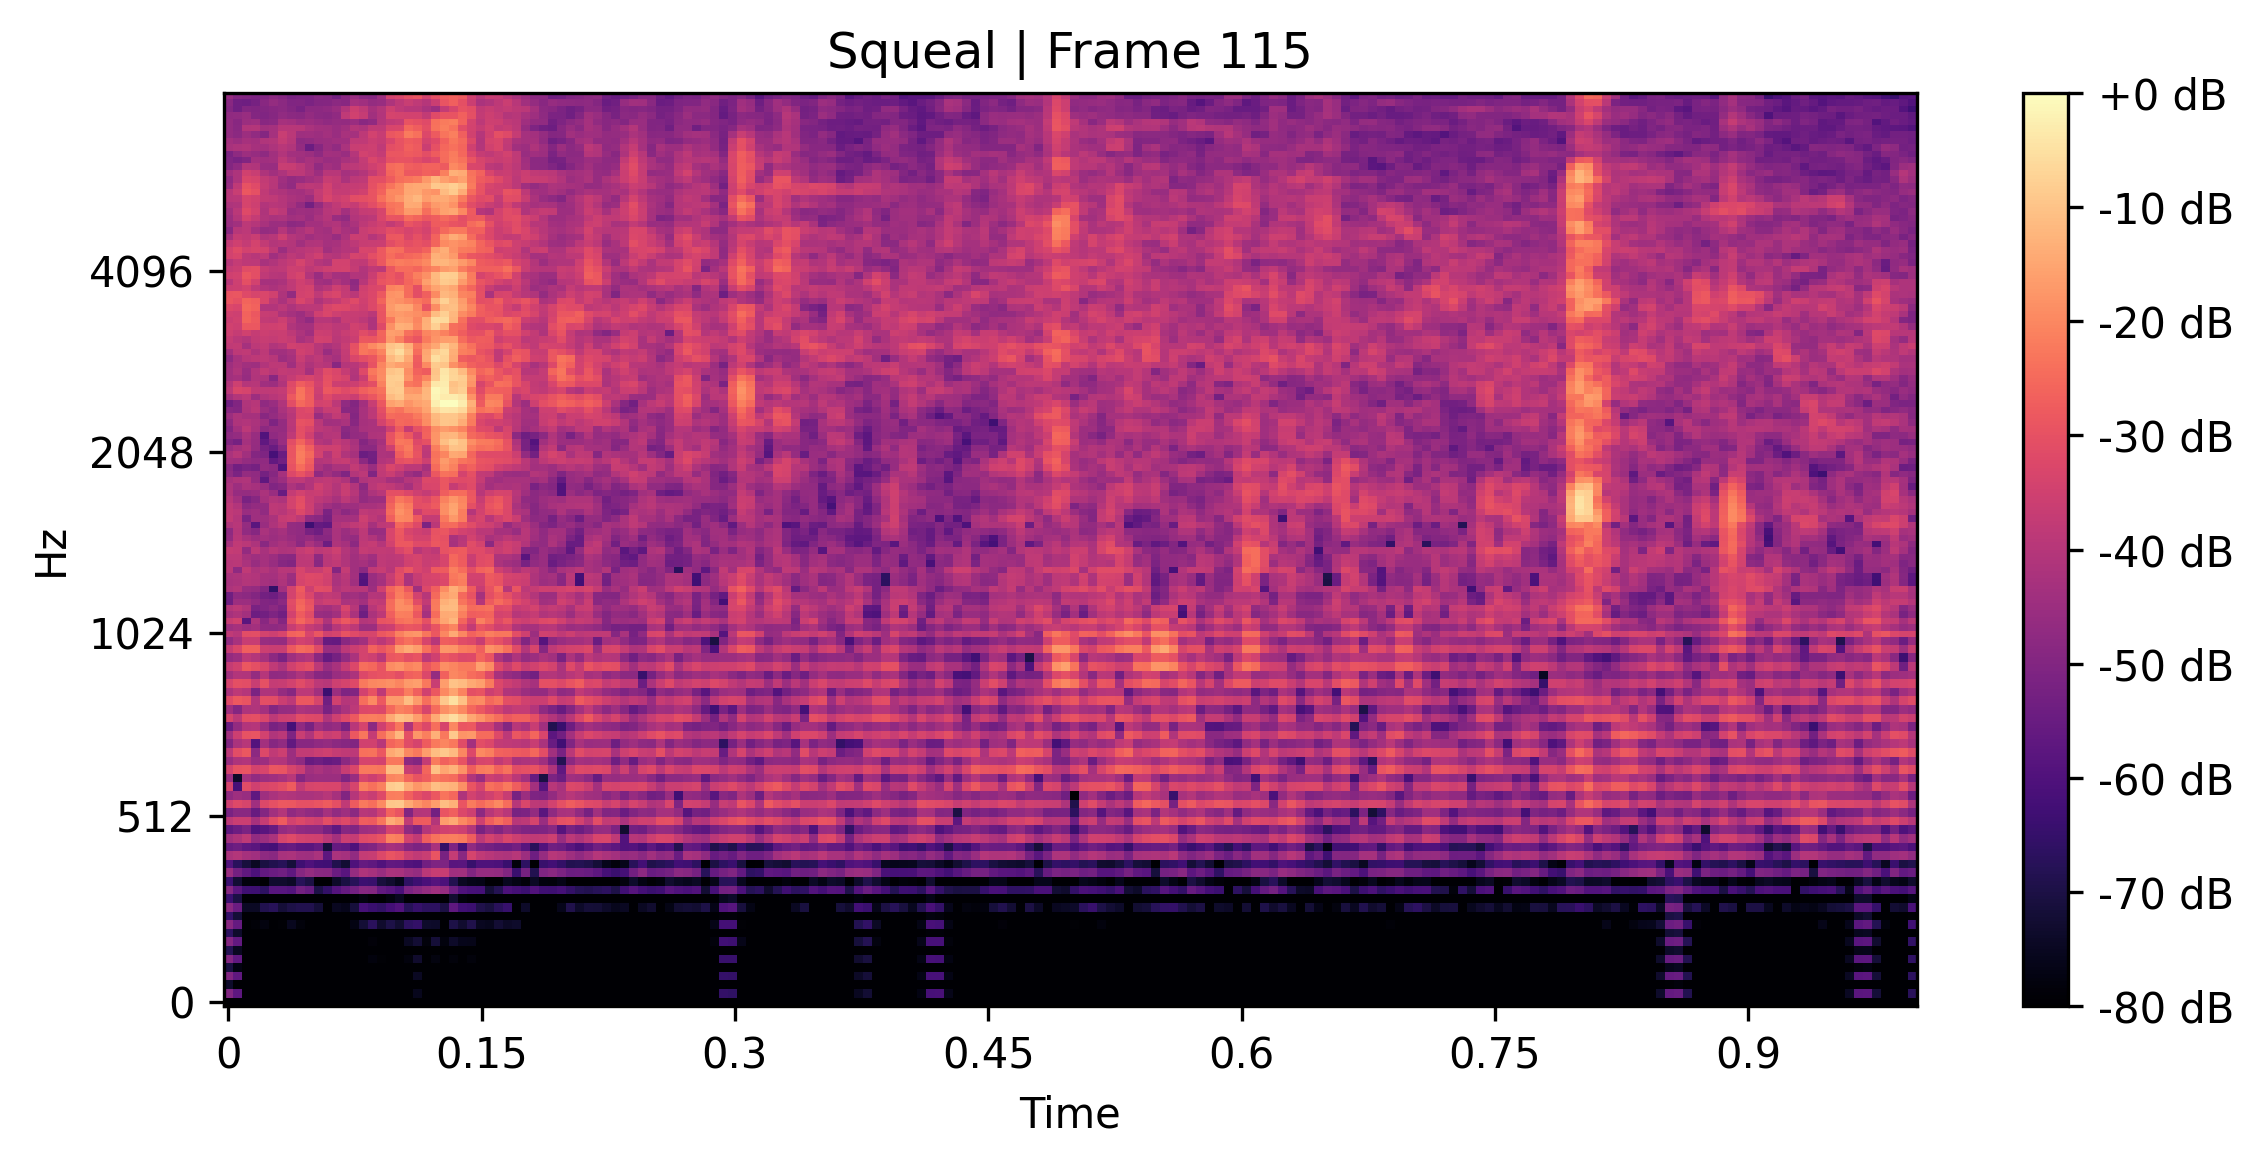 Squeal | Frame 115
Hz
4096
2048
1024
512
0
0 0.15 0.3 0.45 0.6 0.75 0.9
Time
+0 dB
-10 dB
-20 dB
-30 dB
-40 dB
-50 dB
-60 dB
-70 dB
-80 dB